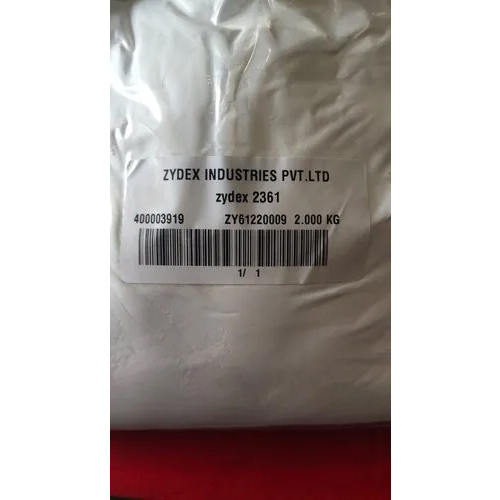 ZYDEX INDUSTRIES PVT.LTD
zydex 2361
400003919 ZY61220009 2.000 KG
1/ 1